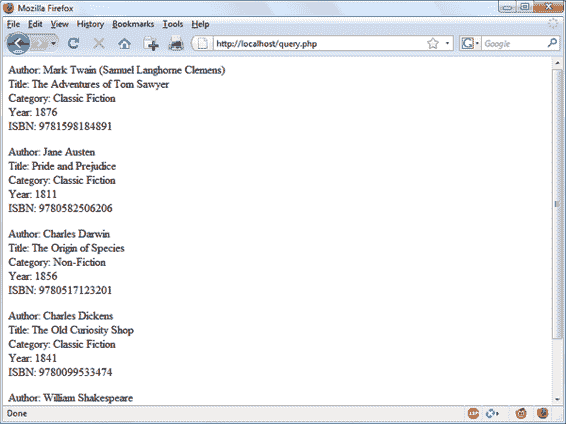 Mozilla Firefox
File Edit View History Bookmarks Tools Help
http://localhost/query.php Google
Author: Mark Twain (Samuel Langhorne Clemens)
Title: The Adventures of Tom Sawyer
Category: Classic Fiction
Year: 1876
ISBN: 9781598184891
Author: Jane Austen
Title: Pride and Prejudice
Category: Classic Fiction
Year: 1811
ISBN: 9780582506206
Author: Charles Darwin
Title: The Origin of Species
Category: Non-Fiction
Year: 1856
ISBN: 9780517123201
Author: Charles Dickens
Title: The Old Curiosity Shop
Category: Classic Fiction
Year: 1841
ISBN: 9780099533474
Author: William Shakespeare
Done